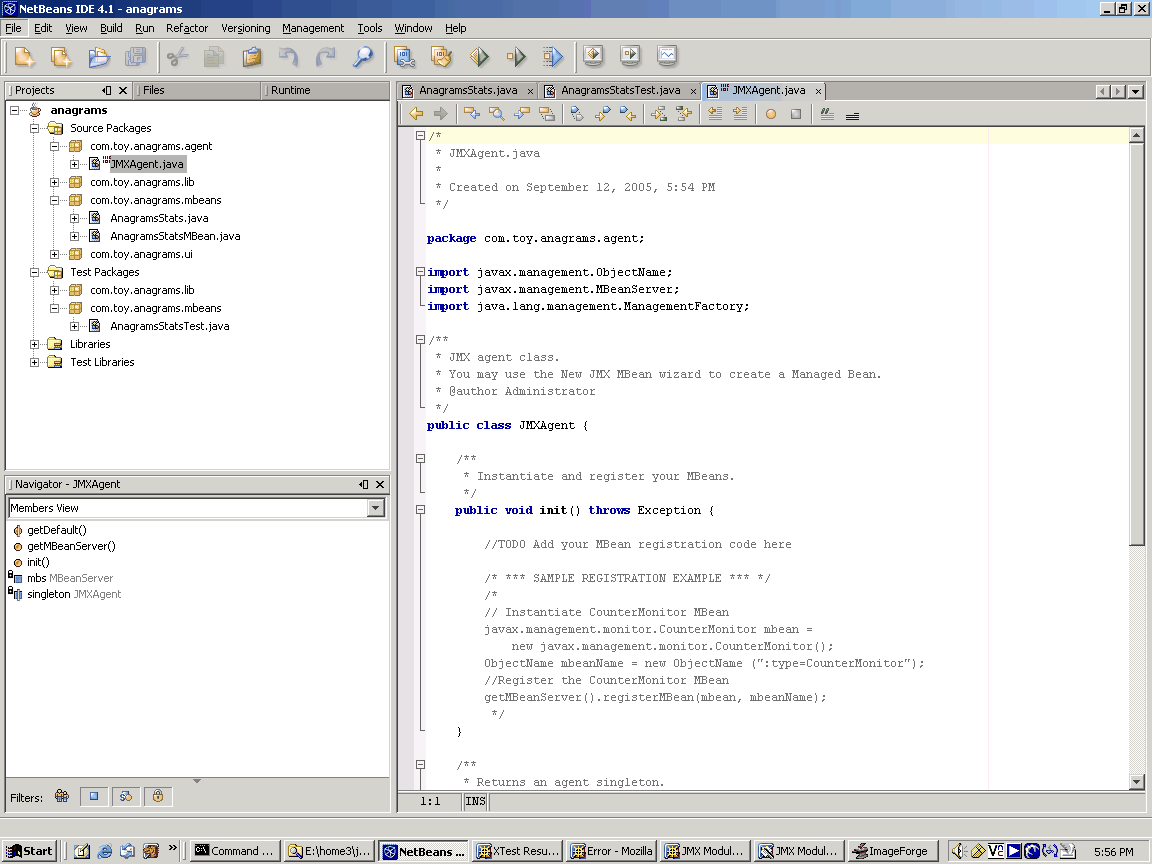 NetBeans IDE 4.1 - anagrams
File Edit View Build Run Refactor Versioning Management Tools Window Help
Projects Files Runtime
anagrams
Source Packages
com.toy.anagrams.agent
JMXAgent.java
com.toy.anagrams.lib
com.toy.anagrams.mbeans
AnagramsStats.java
AnagramsStatsMBean.java
com.toy.anagrams.ui
Test Packages
com.toy.anagrams.lib
com.toy.anagrams.mbeans
AnagramsStatsTest.java
Libraries
Test Libraries
Navigator - JMXAgent
Members View
getDefault()
getMBeanServer()
init()
mbs MBeanServer
singleton JMXAgent
Filters:
AnagramsStats.java AnagramsStatsTest.java JMXAgent.java
/*
 * JMXAgent.java
 *
 * Created on September 12, 2005, 5:54 PM
 */
package com.toy.anagrams.agent;
import javax.management.ObjectName;
import javax.management.MBeanServer;
import java.lang.management.ManagementFactory;
/**
 * JMX agent class.
 * You may use the New JMX MBean wizard to create a Managed Bean.
 * @author Administrator
 */
public class JMXAgent {
/**
 * Instantiate and register your MBeans.
 */
public void init() throws Exception {
//TODO Add your MBean registration code here
/* *** SAMPLE REGISTRATION EXAMPLE *** */
/*
// Instantiate CounterMonitor MBean
javax.management.monitor.CounterMonitor mbean =
new javax.management.monitor.CounterMonitor();
ObjectName mbeanName = new ObjectName (":type=CounterMonitor");
//Register the CounterMonitor MBean
getMBeanServer().registerMBean(mbean, mbeanName);
 */
}
/**
 * Returns an agent singleton.
1:1 INS
Start » Command ... E:\home3\j... NetBeans ... XTest Resu... Error - Mozilla JMX Modul... JMX Modul... ImageForge 5:56 PM